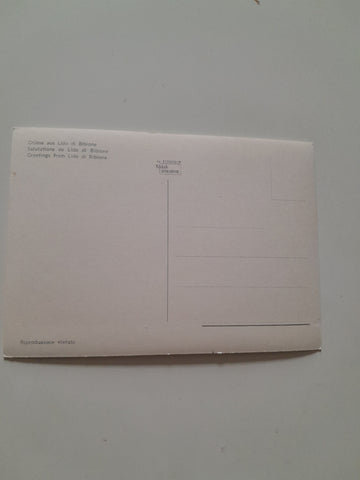 Grüsse aus Lido di Bibione
Salutations de Lido di Bibione
Greetings from Lido di Bibione
Riproduzione vietata